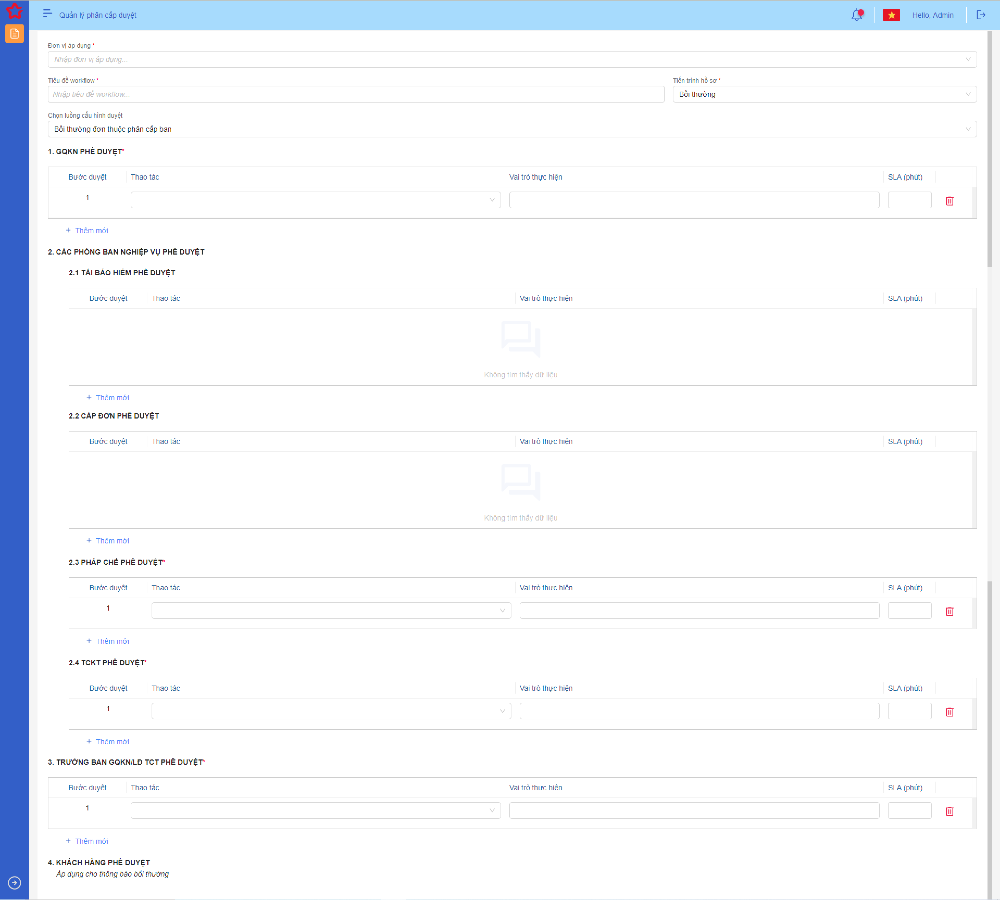 Quản lý phân cấp duyệt
Hello, Admin
Đơn vị áp dụng *
Nhập đơn vị áp dụng...
Tiêu đề workflow *
Tiến trình hồ sơ *
Nhập tiêu đề workflow...
Bồi thường
Chọn luồng cấu hình duyệt
Bồi thường đơn thuộc phân cấp ban
1. GQKN PHÊ DUYỆT*
Bước duyệt Thao tác Vai trò thực hiện SLA (phút)
1
+ Thêm mới
2. CÁC PHÒNG BAN NGHIỆP VỤ PHÊ DUYỆT
2.1 TÁI BẢO HIỂM PHÊ DUYỆT
Bước duyệt Thao tác Vai trò thực hiện SLA (phút)
Không tìm thấy dữ liệu
+ Thêm mới
2.2 CẤP ĐƠN PHÊ DUYỆT
Bước duyệt Thao tác Vai trò thực hiện SLA (phút)
Không tìm thấy dữ liệu
+ Thêm mới
2.3 PHÁP CHẾ PHÊ DUYỆT*
Bước duyệt Thao tác Vai trò thực hiện SLA (phút)
1
+ Thêm mới
2.4 TCKT PHÊ DUYỆT*
Bước duyệt Thao tác Vai trò thực hiện SLA (phút)
1
+ Thêm mới
3. TRƯỞNG BAN GQKN/LĐ TCT PHÊ DUYỆT*
Bước duyệt Thao tác Vai trò thực hiện SLA (phút)
1
+ Thêm mới
4. KHÁCH HÀNG PHÊ DUYỆT
Áp dụng cho thông báo bồi thường